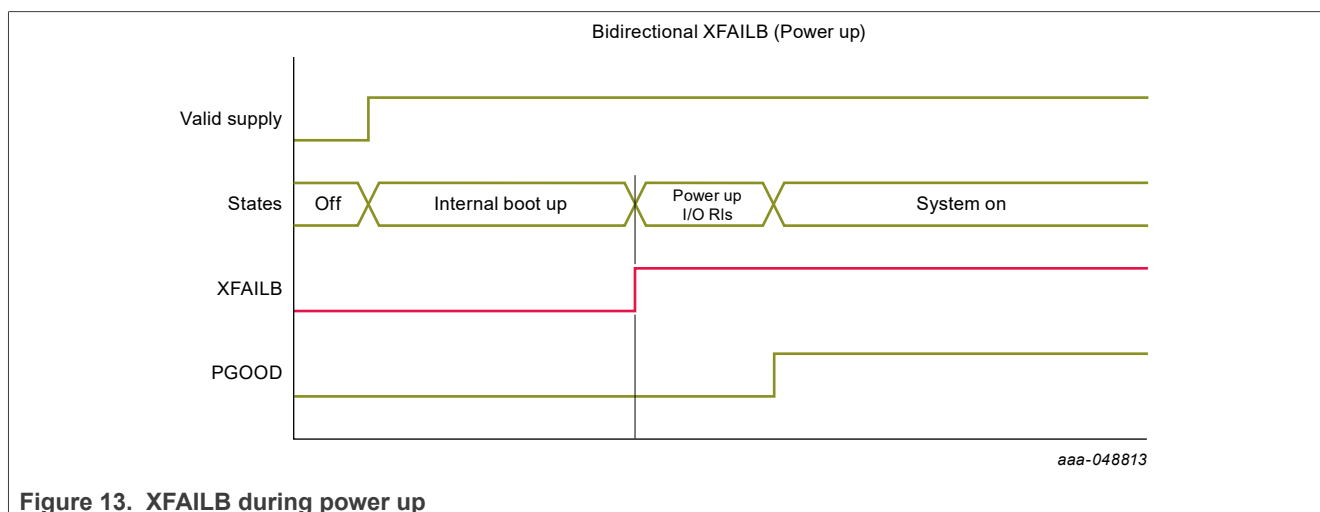 Bidirectional XFAILB (Power up)
Valid supply
States
Off
Internal boot up
Power up
I/O RIs
System on
XFAILB
PGOOD
aaa-048813
Figure 13. XFAILB during power up